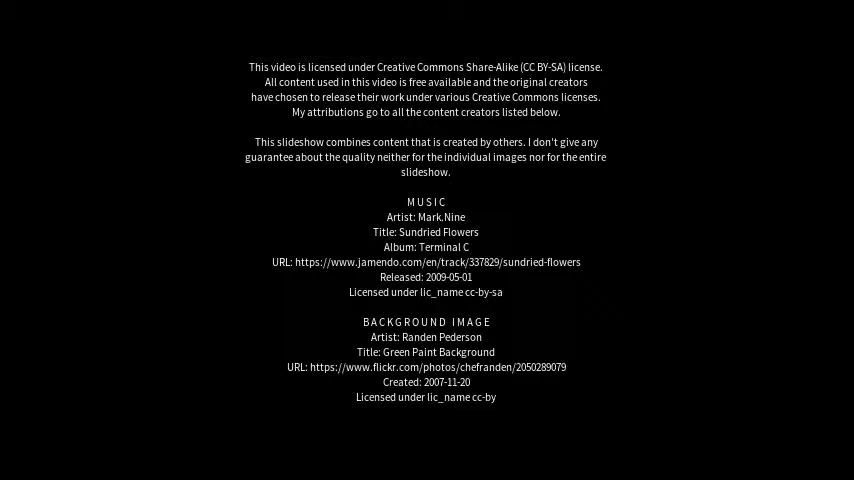 This video is licensed under Creative Commons Share-Alike (CC BY-SA) license.
All content used in this video is free available and the original creators
have chosen to release their work under various Creative Commons licenses.
My attributions go to all the content creators listed below.
This slideshow combines content that is created by others. I don't give any
guarantee about the quality neither for the individual images nor for the entire
slideshow.
MUSIC
Artist: Mark.Nine
Title: Sundried Flowers
Album: Terminal C
URL: https://www.jamendo.com/en/track/337829/sundried-flowers
Released: 2009-05-01
Licensed under lic_name cc-by-sa
BACKGROUND IMAGE
Artist: Randen Pederson
Title: Green Paint Background
URL: https://www.flickr.com/photos/chefranden/2050289079
Created: 2007-11-20
Licensed under lic_name cc-by